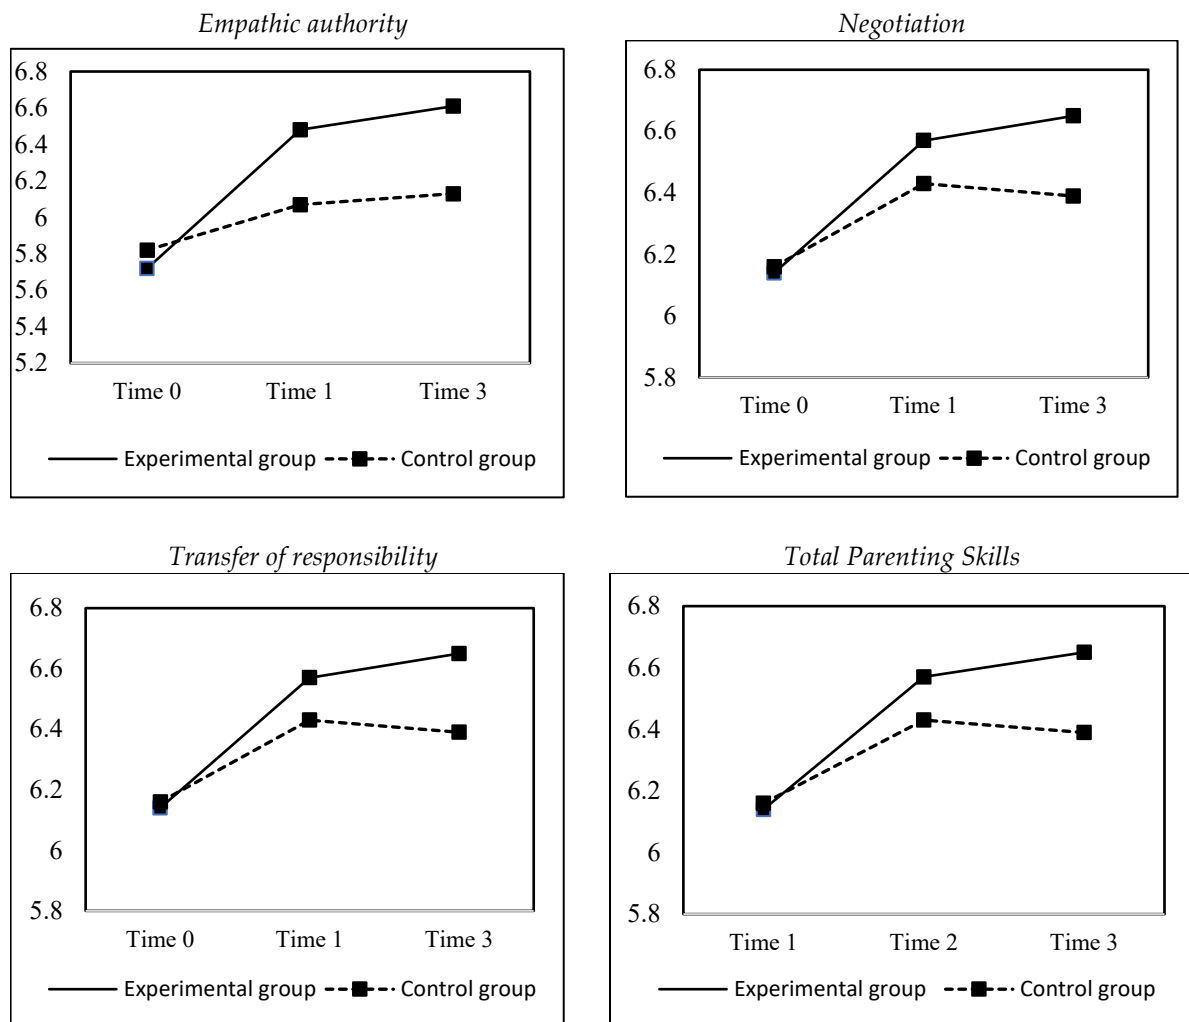 Empathic authority
6.8
6.6
6.4
6.2
6
5.8
5.6
5.4
5.2
Time 0 Time 1 Time 3
Experimental group Control group
Negotiation
6.8
6.6
6.4
6.2
6
5.8
Time 0 Time 1 Time 3
Experimental group Control group
Transfer of responsibility
6.8
6.6
6.4
6.2
6
5.8
Time 0 Time 1 Time 3
Experimental group Control group
Total Parenting Skills
6.8
6.6
6.4
6.2
6
5.8
Time 1 Time 2 Time 3
Experimental group Control group